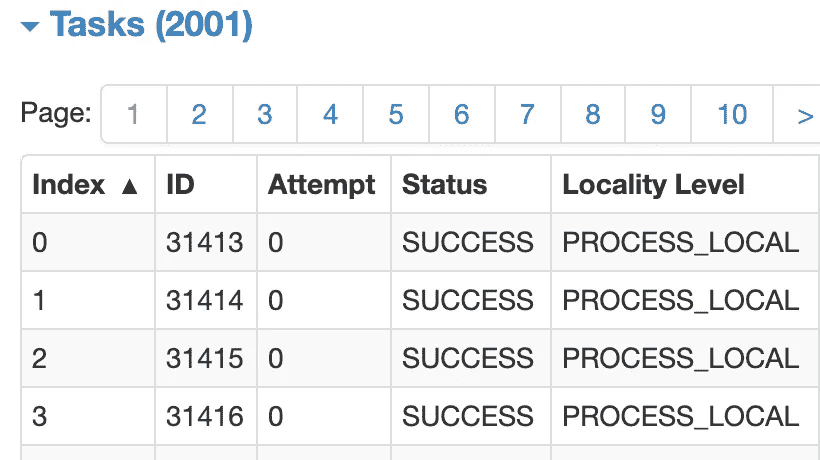 Tasks (2001)
Page: 1 2 3 4 5 6 7 8 9 10 >
Index ▲ ID Attempt Status Locality Level
0 31413 0 SUCCESS PROCESS_LOCAL
1 31414 0 SUCCESS PROCESS_LOCAL
2 31415 0 SUCCESS PROCESS_LOCAL
3 31416 0 SUCCESS PROCESS_LOCAL